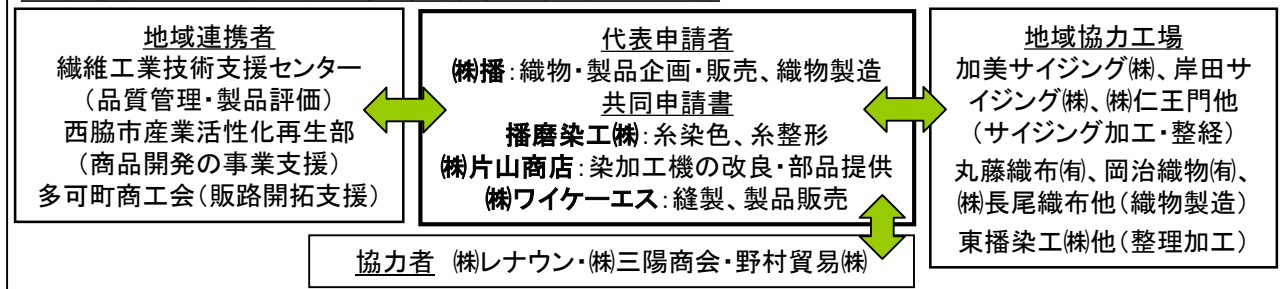 地域連携者
繊維工業技術支援センター
(品質管理・製品評価)
西脇市産業活性化再生部
(商品開発の事業支援)
多可町商工会(販路開拓支援)
代表申請者
㈱播:織物・製品企画・販売、織物製造
共同申請書
播磨染工㈱:糸染色、糸整形
㈱片山商店:染加工機の改良・部品提供
㈱ワイケーエス:縫製、製品販売
地域協力工場
加美サイジング㈱、岸田サ
イジング㈱、㈱仁王門他
(サイジング加工・整経)
丸藤織布㈲、岡治織物㈲、
㈱長尾織布他(織物製造)
東播染工㈱他(整理加工)
協力者 ㈱レナウン・㈱三陽商会・野村貿易㈱